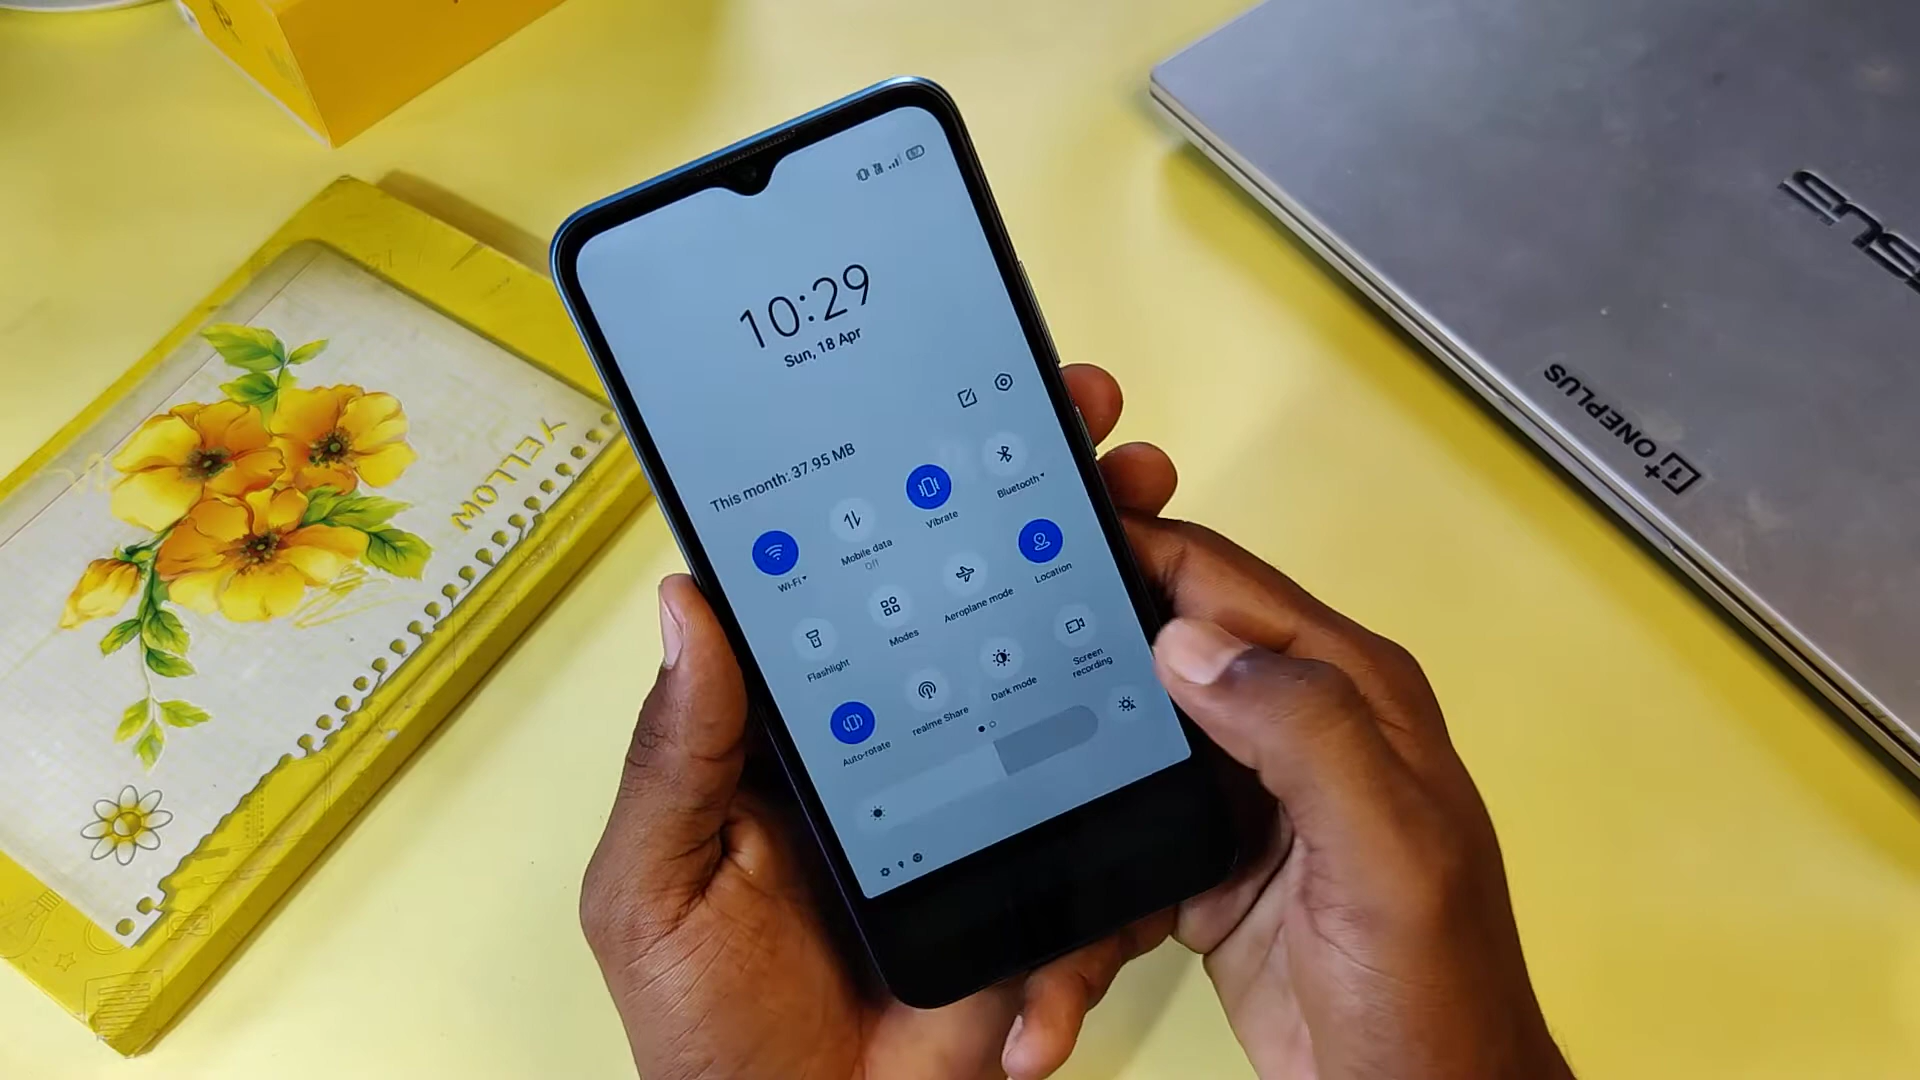 10:29
Sun, 18 Apr
This month: 37.95 MB
Wi-Fi
Mobile data
Off
Vibrate
Bluetooth
Flashlight
Modes
Aeroplane mode
Location
Auto-rotate
realme Share
Dark mode
Screen
recording
YELLOW
ASUS
ONEPLUS